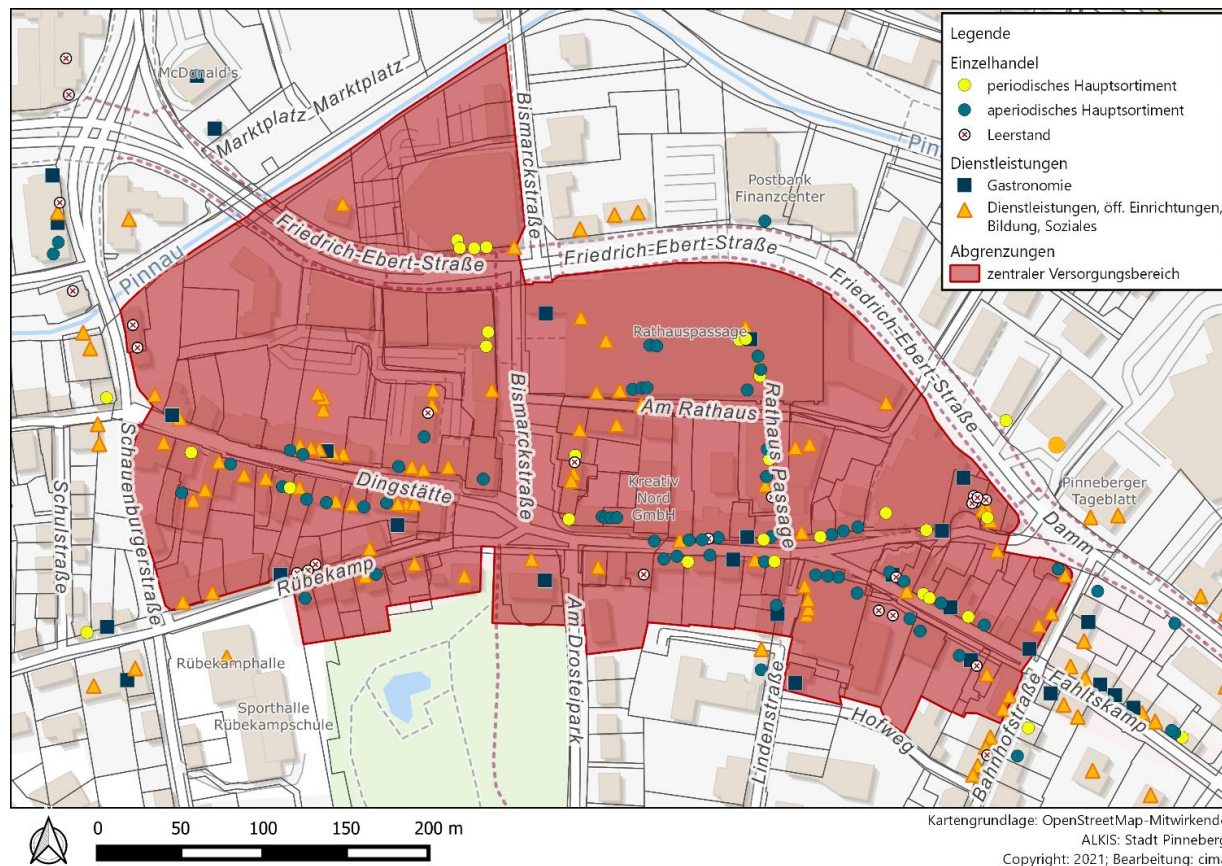 Legende
Einzelhandel
periodisches Hauptsortiment
aperiodisches Hauptsortiment
Leerstand
Dienstleistungen
Gastronomie
Dienstleistungen, öff. Einrichtungen,
Bildung, Soziales
Abgrenzungen
zentraler Versorgungsbereich
McDonald's
Marktplatz-Marktplatz
Bismarckstraße
Pin
Postbank
Finanzcenter
Friedrich-Ebert-Straße
Friedrich-Ebert-Straße
Friedrich-Ebert-Straße
Pinnau
Rathauspassage
Bismarckstraße
Am Rathaus
Rathaus Passage
Schauenburgerstraße
Schulstraße
Dingstätte
Kreativ
Nord
GmbH
Pinneberger
Tageblatt
Damm
Rübekamp
Rübekamphalle
Sporthalle
Rübekampschule
Am Drosteipark
Lindenstraße
Hofweg
Bahnhofstraße
Fahltskamp
0 50 100 150 200 m
Kartengrundlage: OpenStreetMap-Mitwirkende
ALKIS: Stadt Pinneberg
Copyright: 2021; Bearbeitung: cima